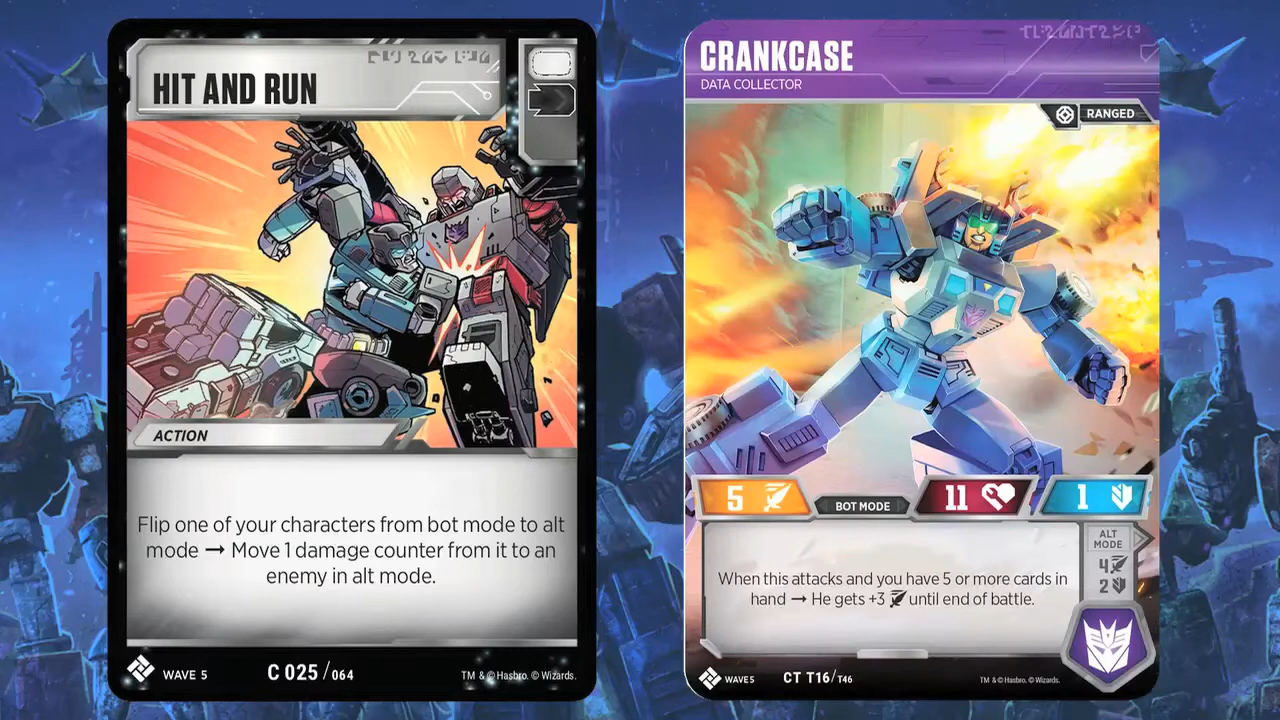 HIT AND RUN
ACTION
Flip one of your characters from bot mode to alt
mode → Move 1 damage counter from it to an
enemy in alt mode.
WAVE 5
C 025/064
TM & © Hasbro. © Wizards.
CRANKCASE
DATA COLLECTOR
RANGED
5
BOT MODE
11
1
When this attacks and you have 5 or more cards in
hand → He gets +3 until end of battle.
ALT
MODE
4
2
WAVE 5
CT T16/T46
TM & © Hasbro. © Wizards.